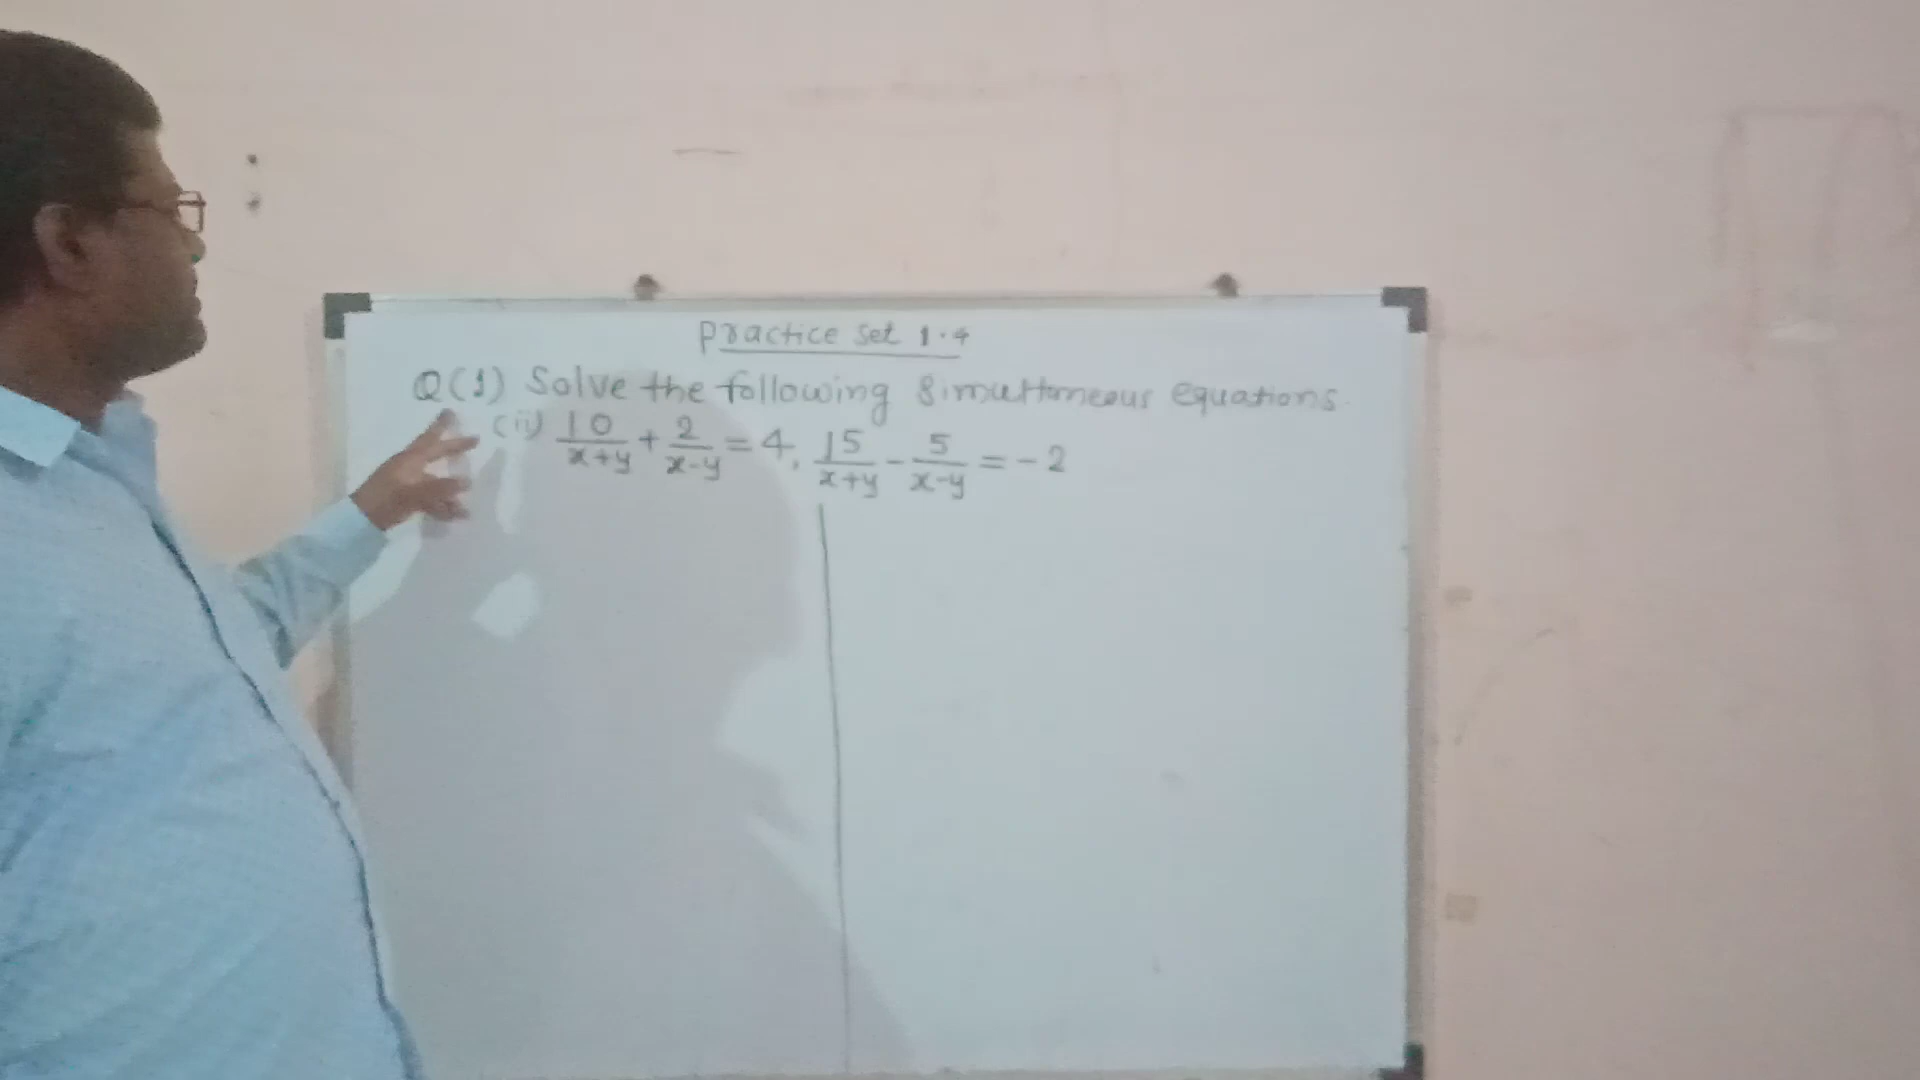 Practice Set 1.4
Q(1) Solve the following Simultaneous equations.
(ii) 10/x+y + 2/x-y = 4, 15/x+y - 5/x-y = -2